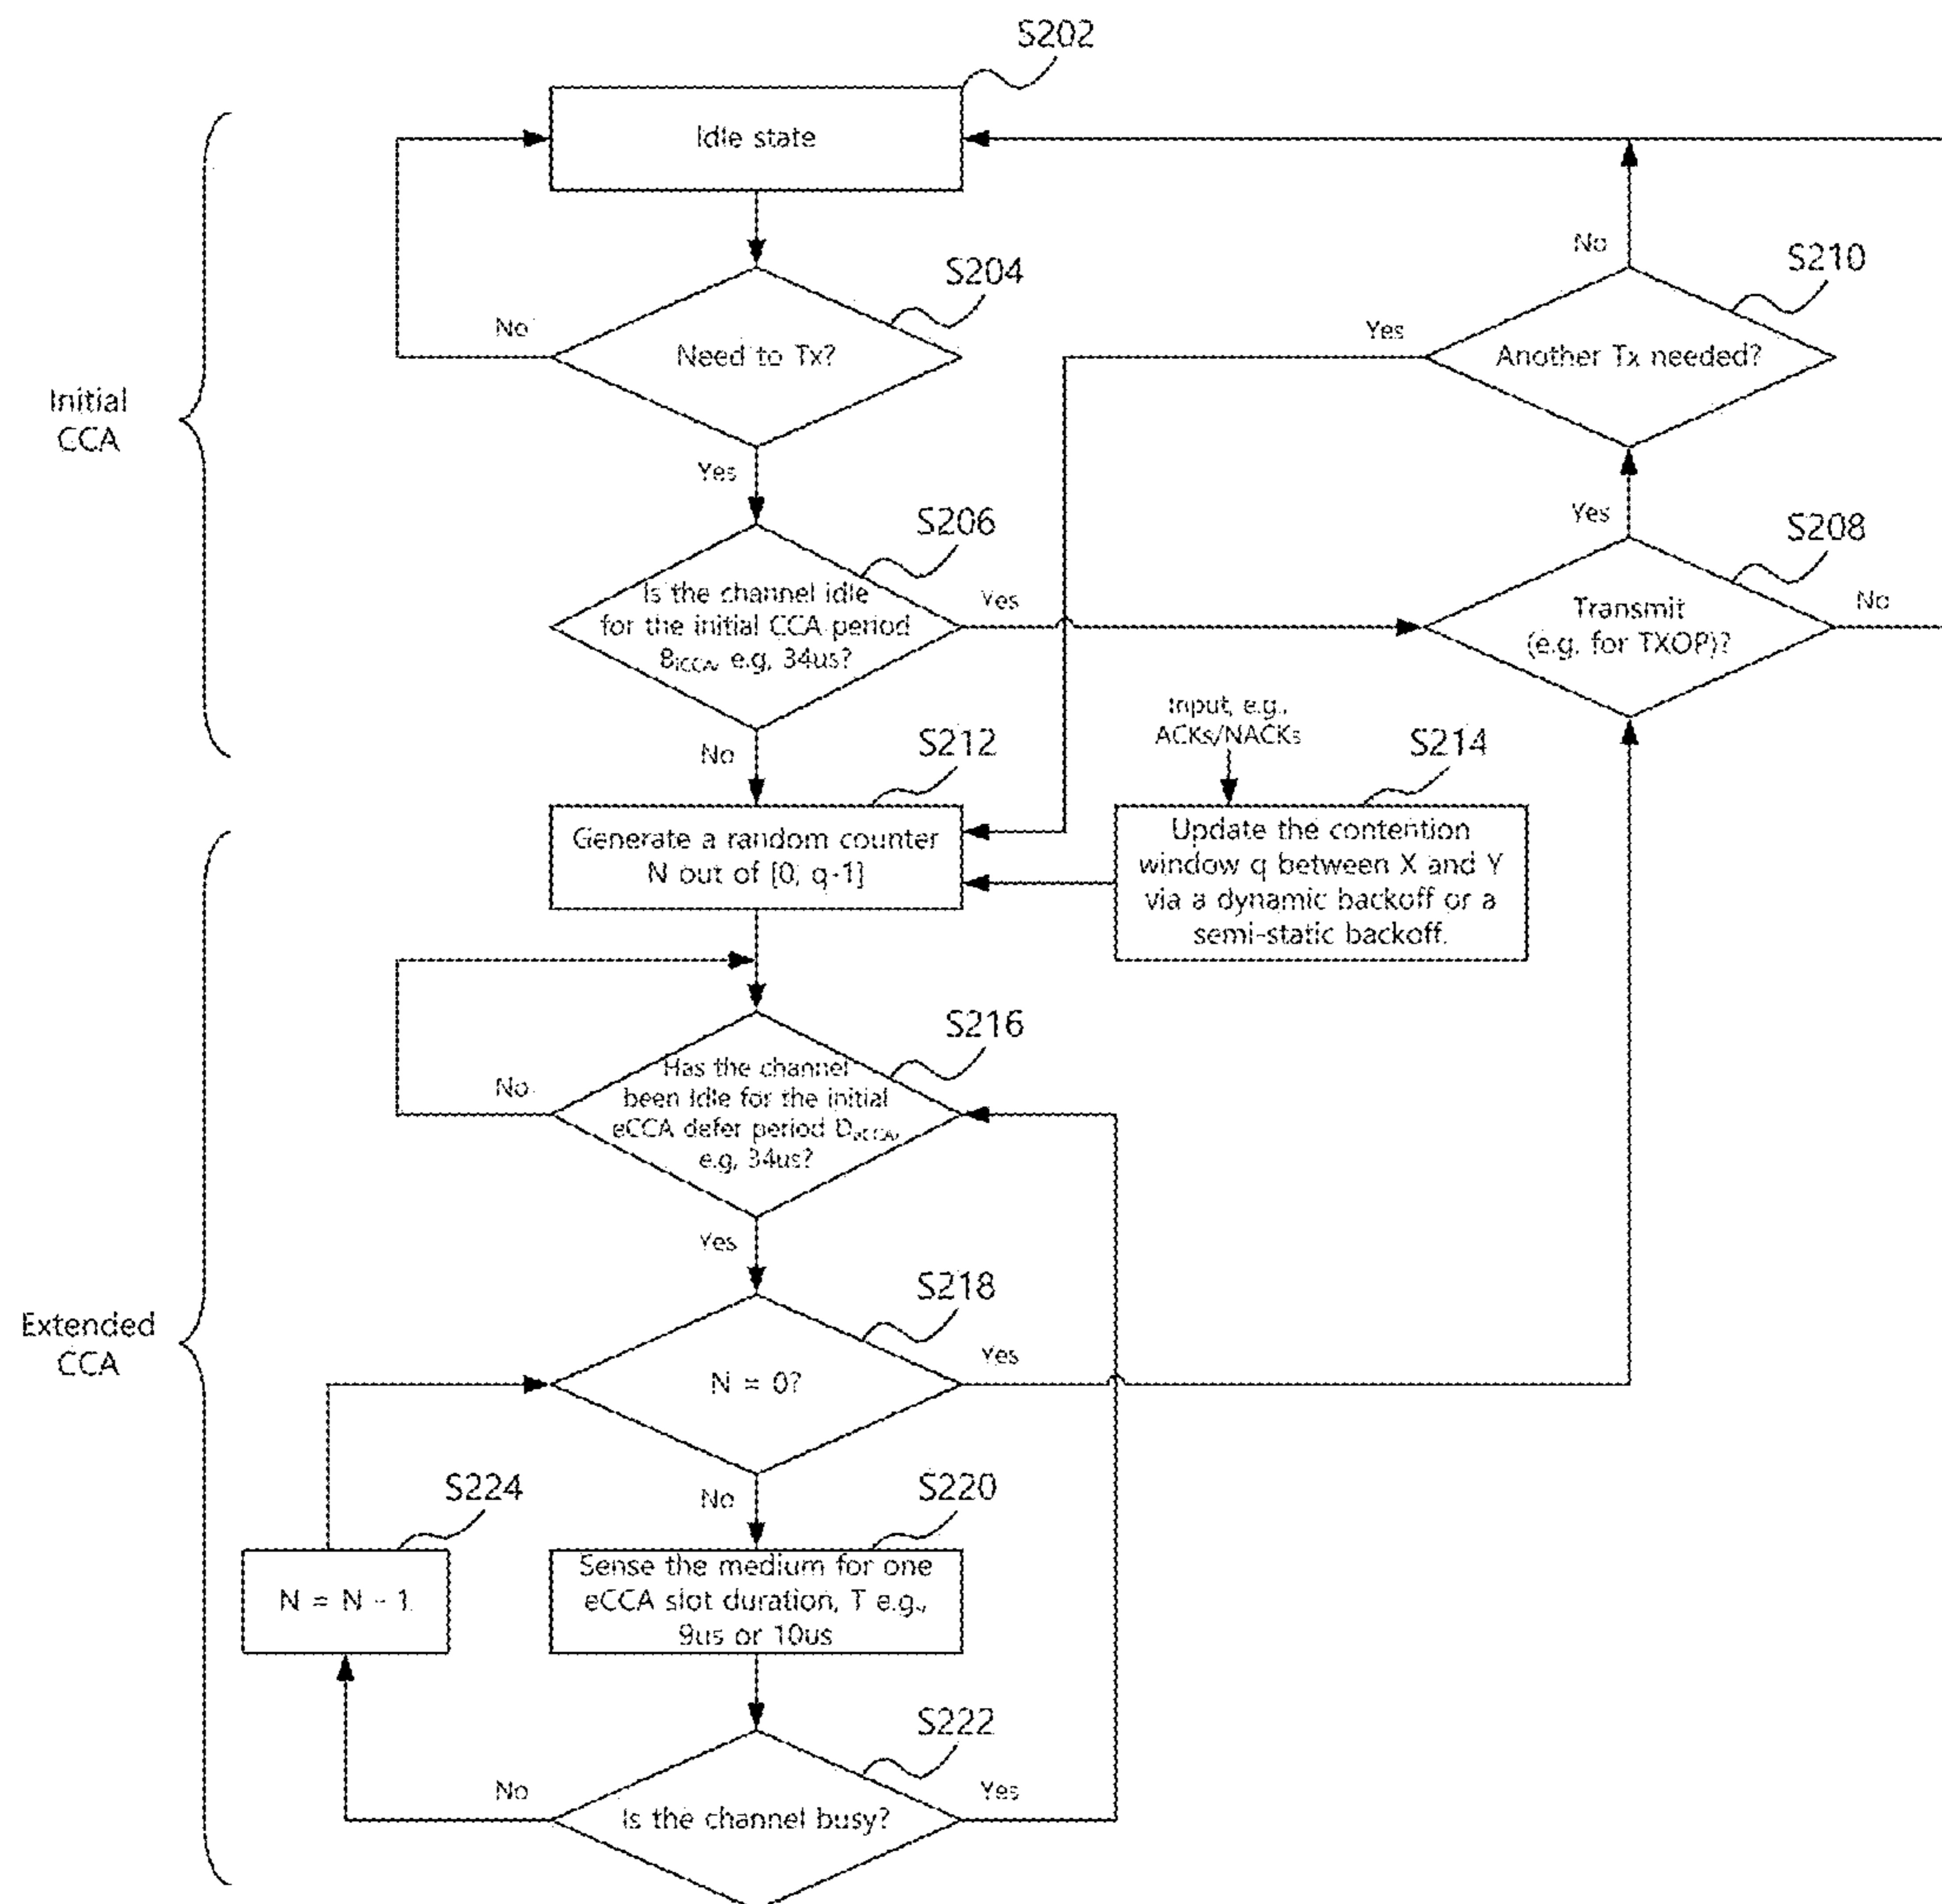 S202
Idle state
S204
Need to Tx?
No
Yes
S210
Another Tx needed?
No
Yes
Initial
CCA
S206
Is the channel idle
for the initial CCA period
BiCCA, e.g, 34us?
Yes
No
S208
Transmit
(e.g. for TXOP)?
Yes
No
S212
Generate a random counter
N out of [0, q-1]
Input, e.g.,
ACKs/NACKs
S214
Update the contention
window q between X and Y
via a dynamic backoff or a
semi-static backoff.
S216
Has the channel
been Idle for the initial
eCCA defer period DeCCA,
e.g, 34us?
No
Yes
Extended
CCA
S218
N = 0?
Yes
No
S224
N = N - 1
S220
Sense the medium for one
eCCA slot duration, T e.g.,
9us or 10us
S222
Is the channel busy?
No
Yes